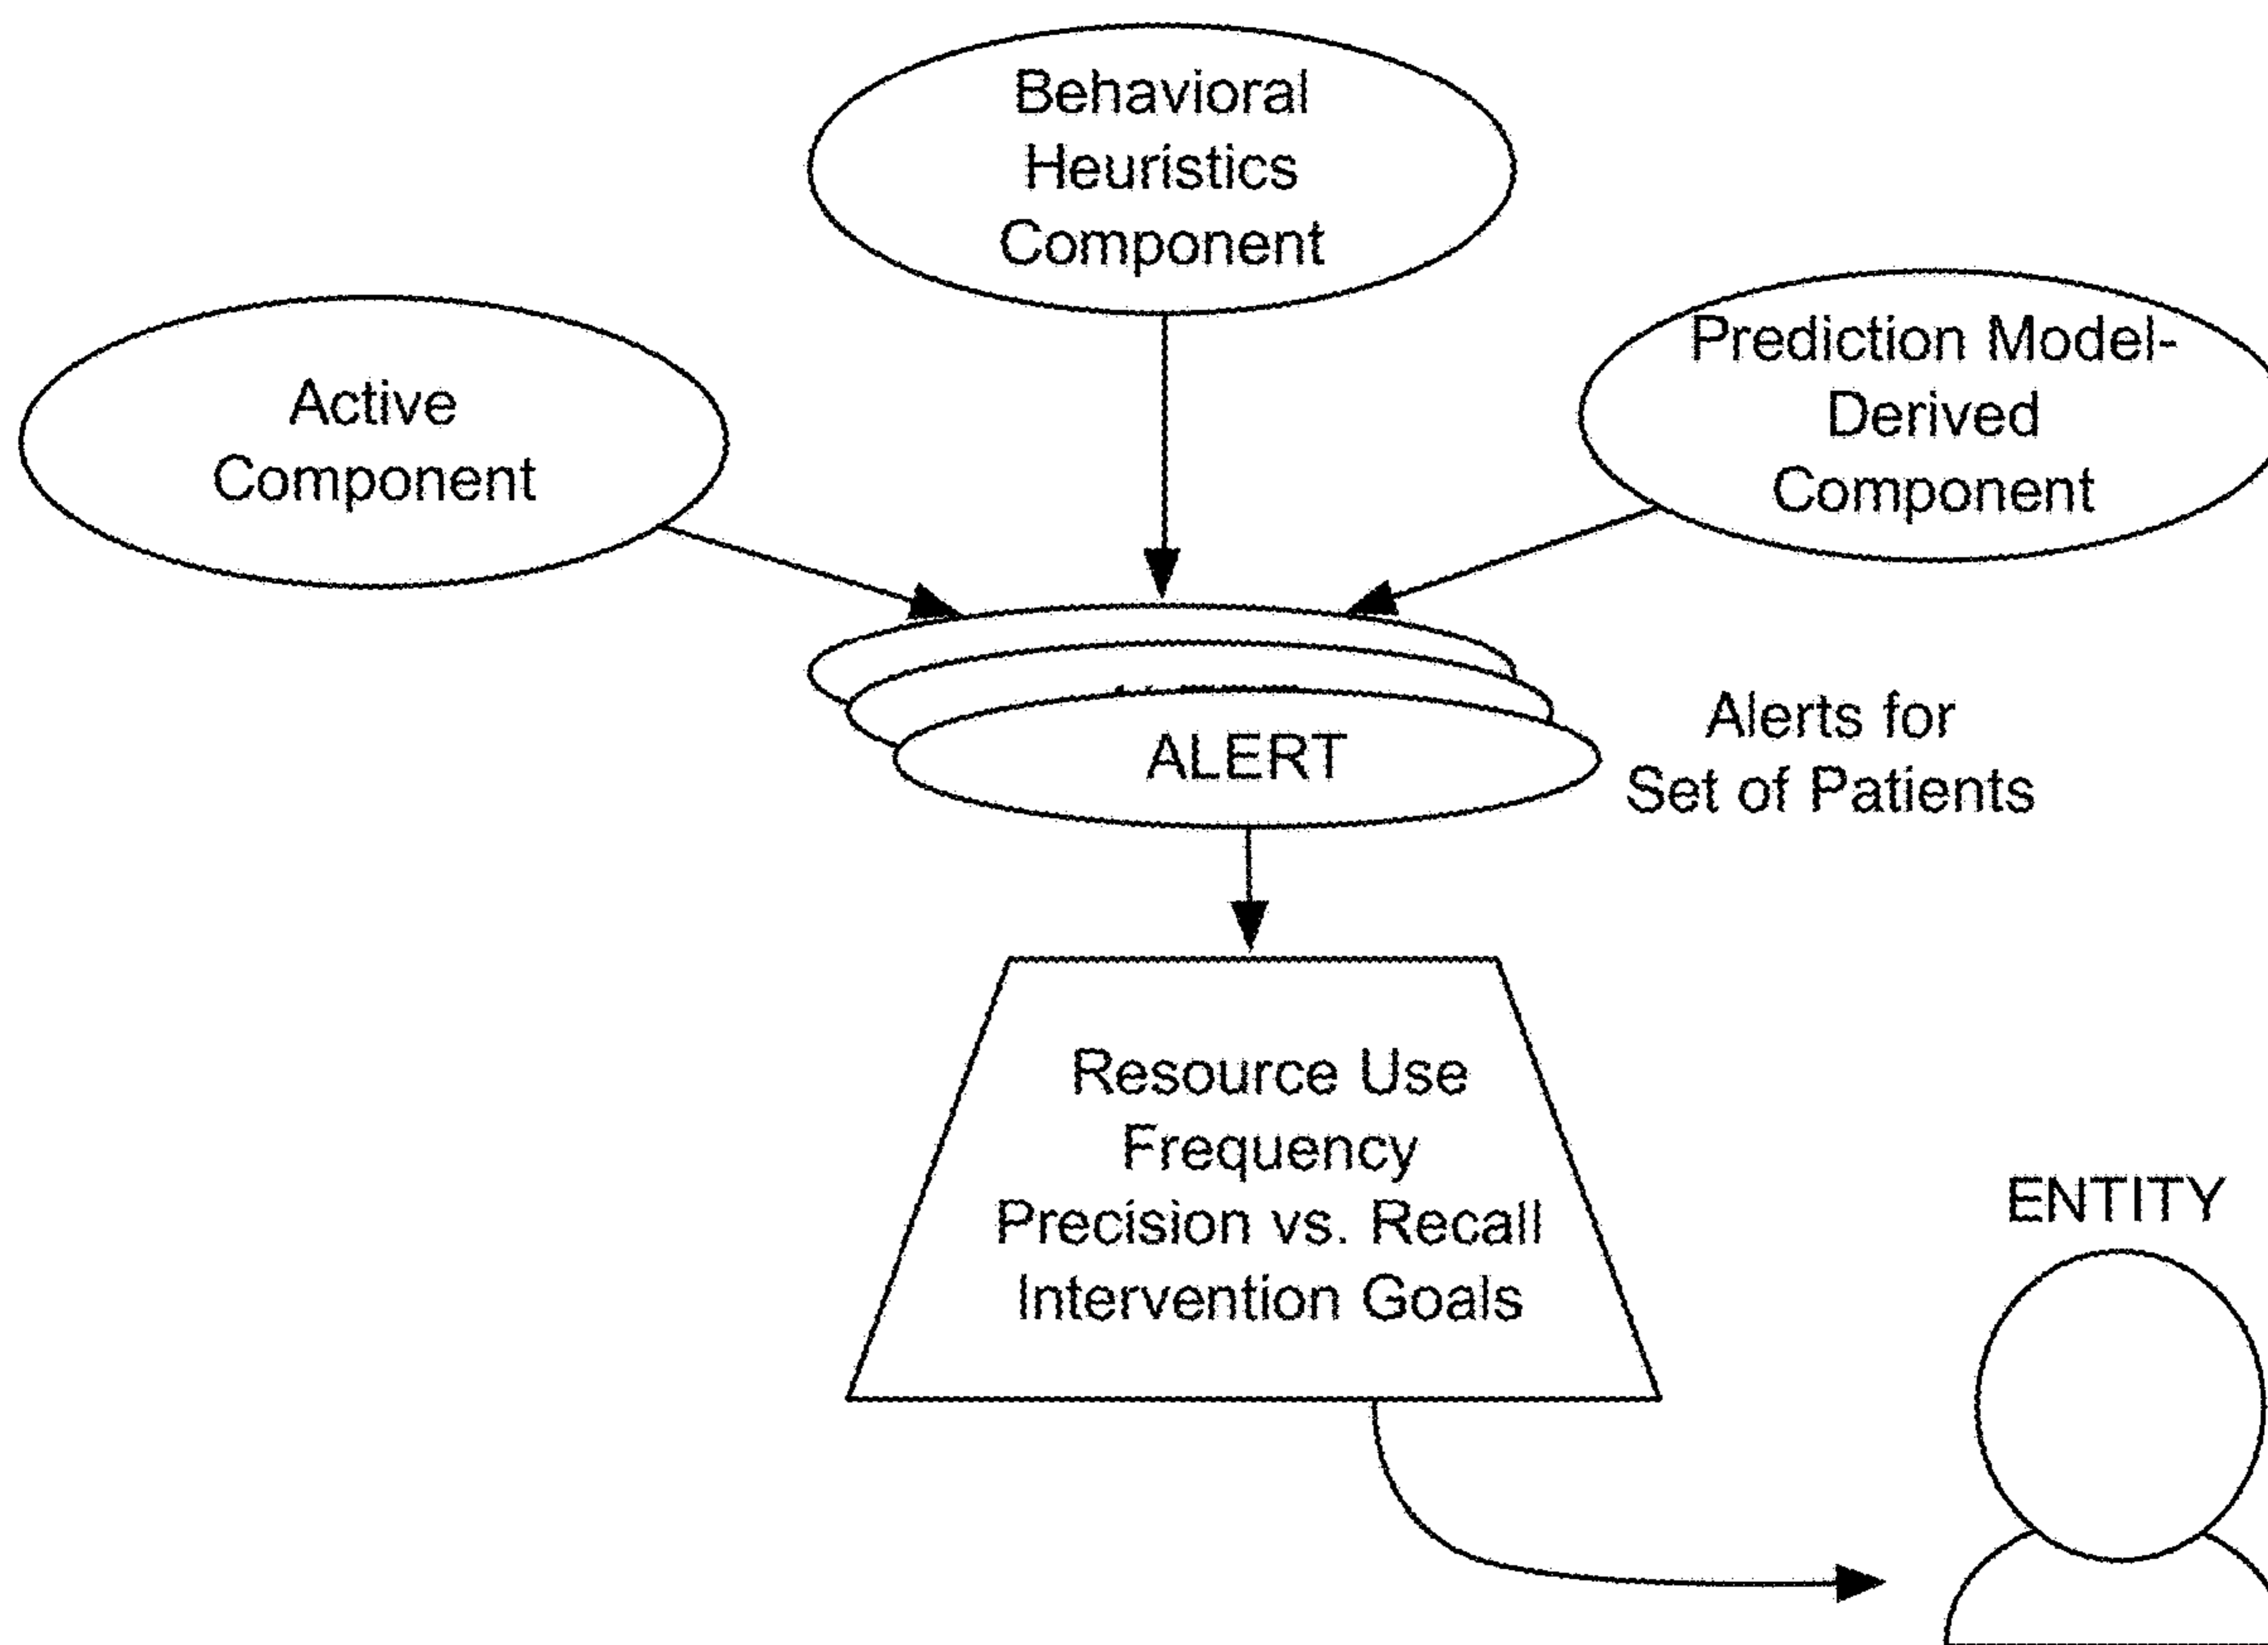 Behavioral
Heuristics
Component
Active
Component
Prediction Model-
Derived
Component
ALERT
Alerts for
Set of Patients
Resource Use
Frequency
Precision vs. Recall
Intervention Goals
ENTITY